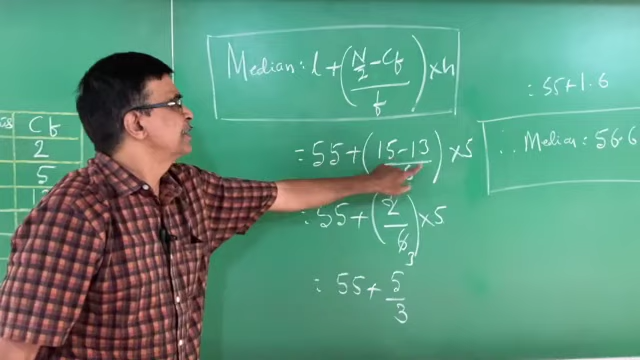 Median : l + ( N/2 - Cf / f ) × h
= 55 + ( 15 - 13 / ) × 5
= 55 + ( 2 / 6 3 ) × 5
: 55 + 5/3
: 55 + 1.6
∴ Median : 56.6
Cf
2
5